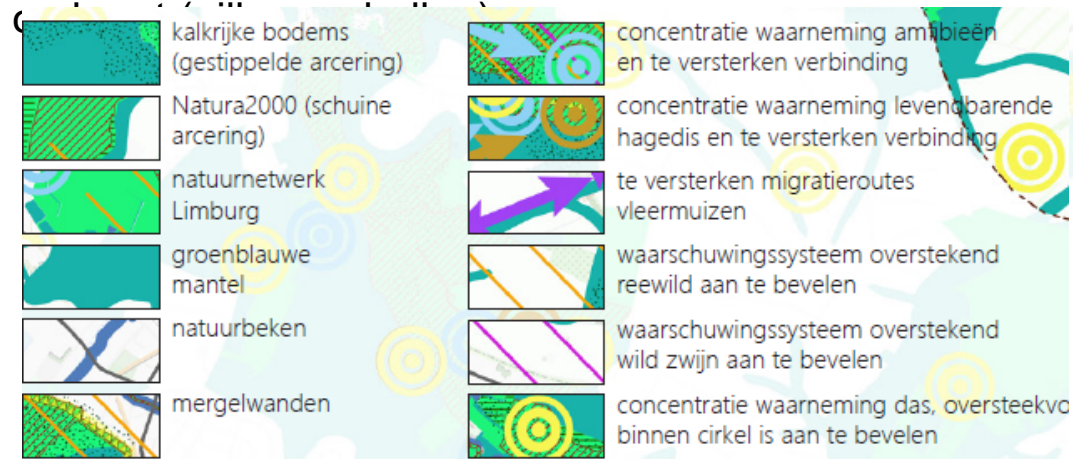 kalkrijke bodems
(gestippelde arcering)
Natura2000 (schuine
arcering)
natuurnetwerk
Limburg
groenblauwe
mantel
natuurbeken
mergelwanden
concentratie waarneming amfibieën
en te versterken verbinding
concentratie waarneming levendbarende
hagedis en te versterken verbinding
te versterken migratieroutes
vleermuizen
waarschuwingssysteem overstekend
reewild aan te bevelen
waarschuwingssysteem overstekend
wild zwijn aan te bevelen
concentratie waarneming das, oversteekvo
binnen cirkel is aan te bevelen